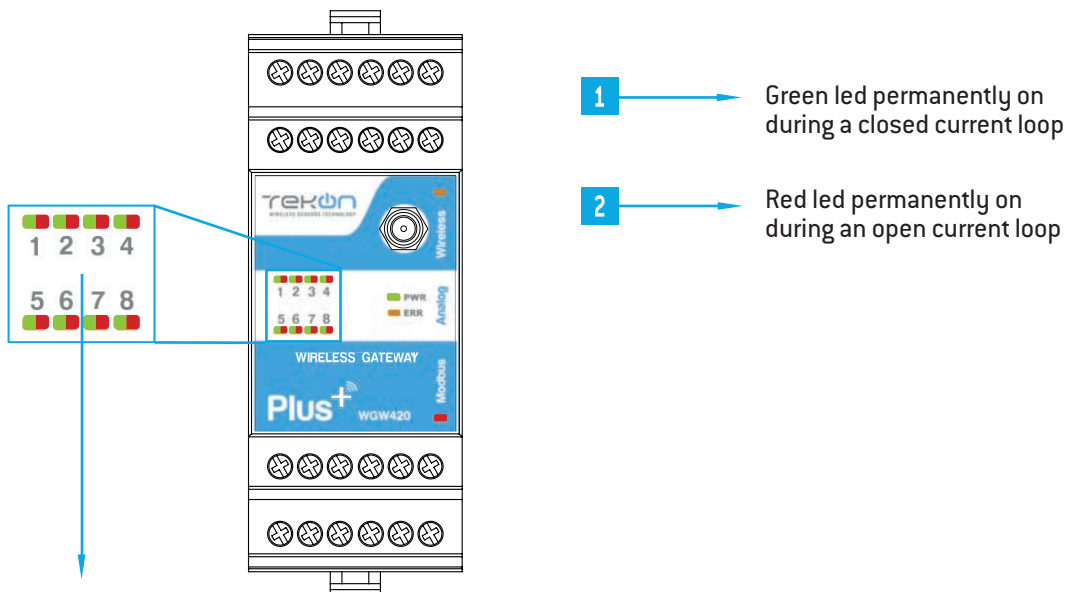 1
Green led permanently on
during a closed current loop
2
Red led permanently on
during an open current loop
TEKON
WIRELESS SENSORS TECHNOLOGY
Wireless
1 2 3 4
5 6 7 8
1 2 3 4
5 6 7 8
PWR
ERR
Analog
WIRELESS GATEWAY
Modbus
Plus+
WGW420